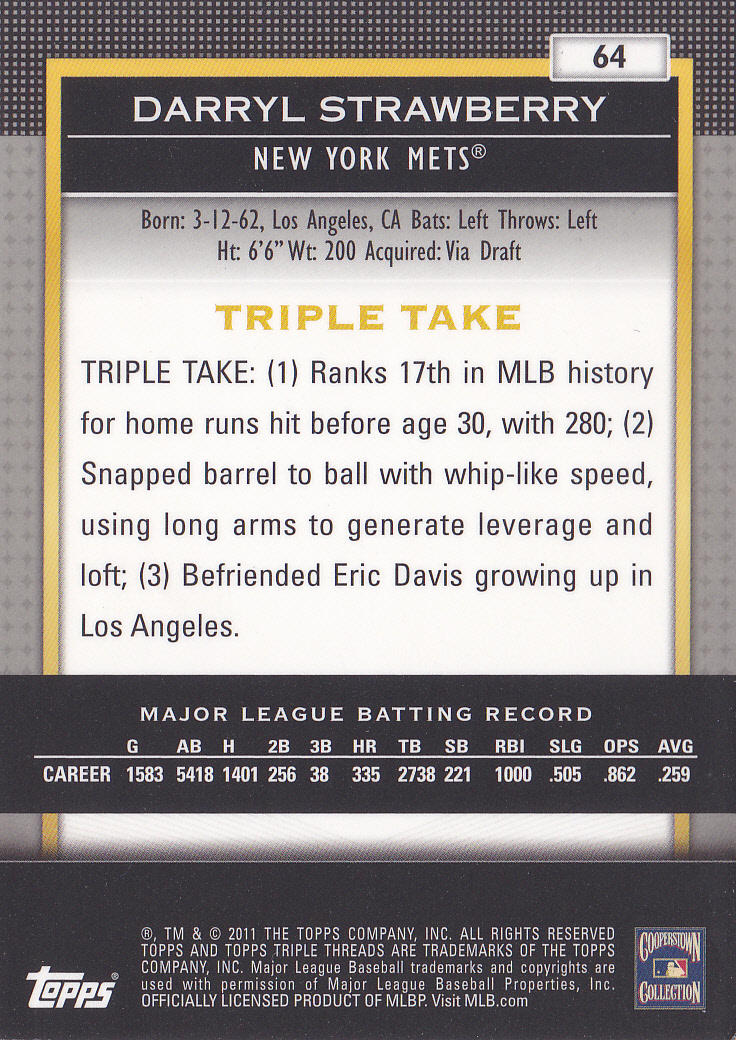 64
DARRYL STRAWBERRY
NEW YORK METS®
Born: 3-12-62, Los Angeles, CA Bats: Left Throws: Left
Ht: 6'6" Wt: 200 Acquired: Via Draft
TRIPLE TAKE
TRIPLE TAKE: (1) Ranks 17th in MLB history
for home runs hit before age 30, with 280; (2)
Snapped barrel to ball with whip-like speed,
using long arms to generate leverage and
loft; (3) Befriended Eric Davis growing up in
Los Angeles.
MAJOR LEAGUE BATTING RECORD
G AB H 2B 3B HR TB SB RBI SLG OPS AVG
CAREER 1583 5418 1401 256 38 335 2738 221 1000 .505 .862 .259
®, TM & © 2011 THE TOPPS COMPANY, INC. ALL RIGHTS RESERVED
TOPPS AND TOPPS TRIPLE THREADS ARE TRADEMARKS OF THE TOPPS
COMPANY, INC. Major League Baseball trademarks and copyrights are
used with permission of Major League Baseball Properties, Inc.
OFFICIALLY LICENSED PRODUCT OF MLBP. Visit MLB.com
Topps®
COOPERSTOWN
COLLECTION